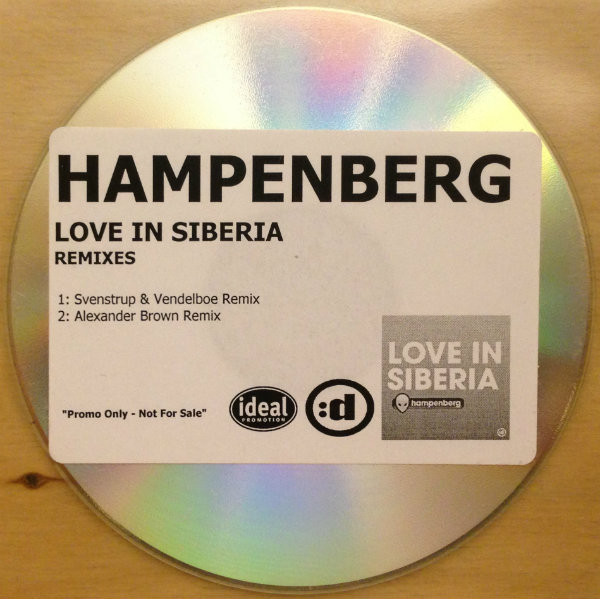 HAMPENBERG
LOVE IN SIBERIA
REMIXES
1: Svenstrup & Vendelboe Remix
2: Alexander Brown Remix
"Promo Only - Not For Sale"
ideal
PROMOTION
:d
LOVE IN
SIBERIA
hampenberg
:d